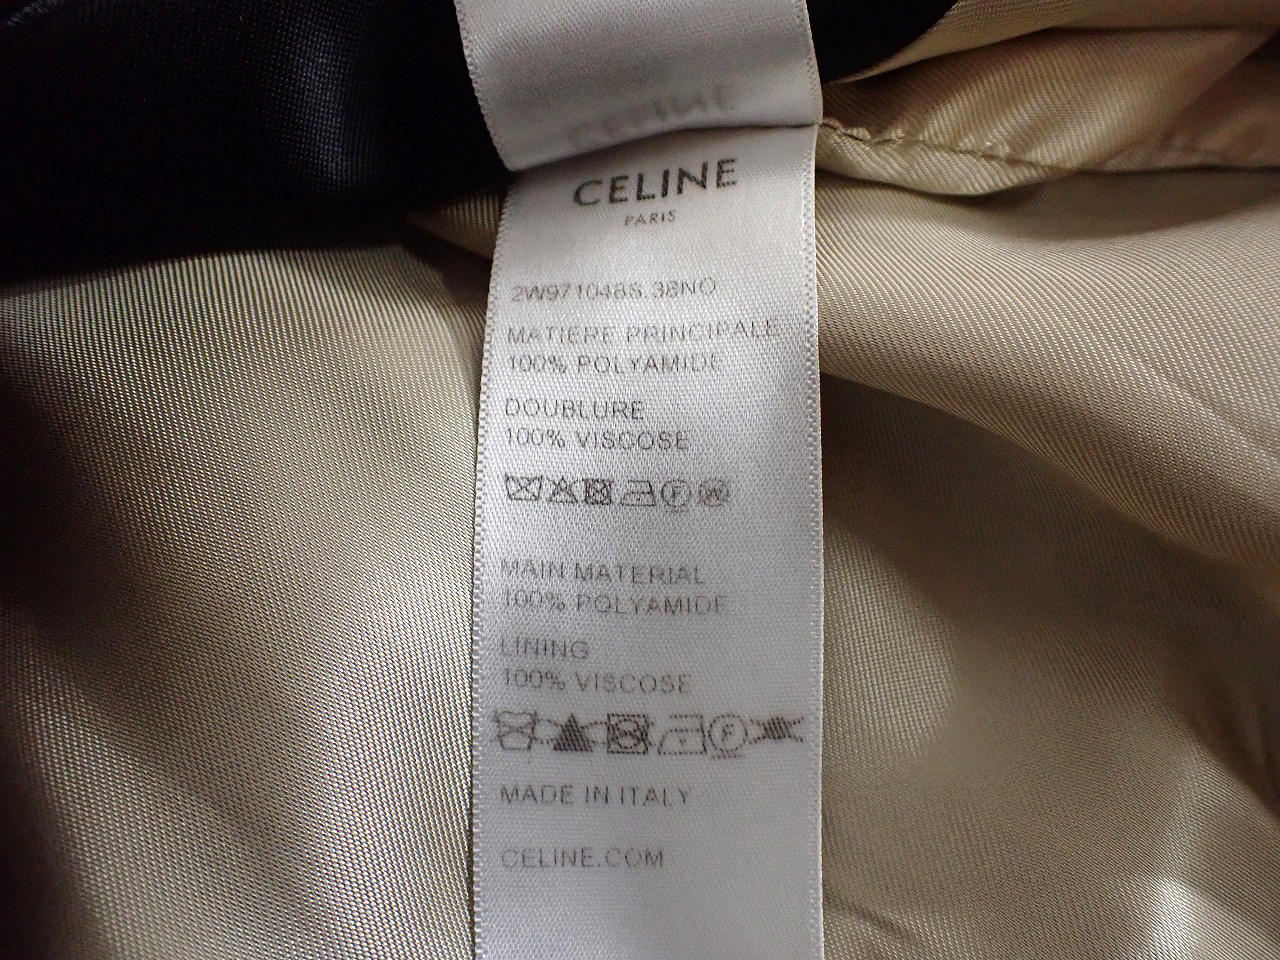 CELINE
PARIS
2W971048S.38NO
MATIERE PRINCIPALE
100% POLYAMIDE
DOUBLURE
100% VISCOSE
MAIN MATERIAL
100% POLYAMIDE
LINING
100% VISCOSE
MADE IN ITALY
CELINE.COM